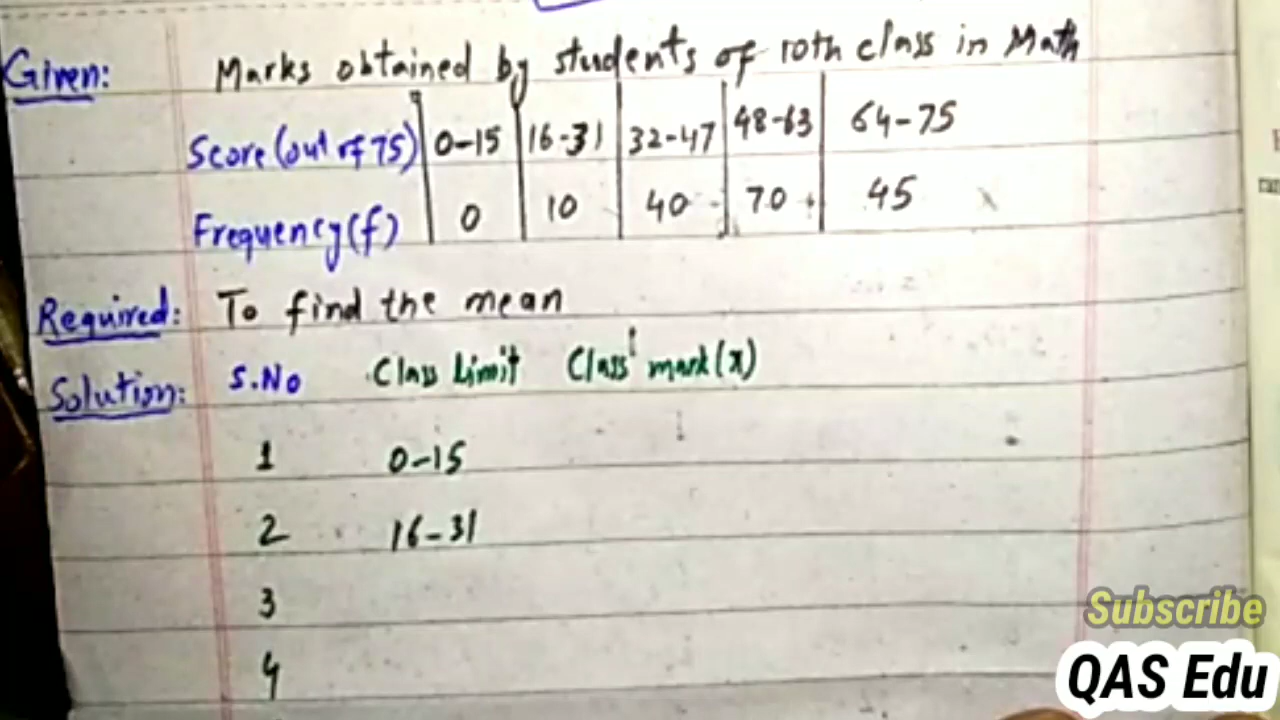 Given: Marks obtained by students of 10th class in Math
Score (out of 75) 0-15 16-31 32-47 48-63 64-75
Frequency (f) 0 10 40 70 45
Required: To find the mean
Solution: S.No Class Limit Class mark (x)
1 0-15
2 16-31
3
4
Subscribe
QAS Edu